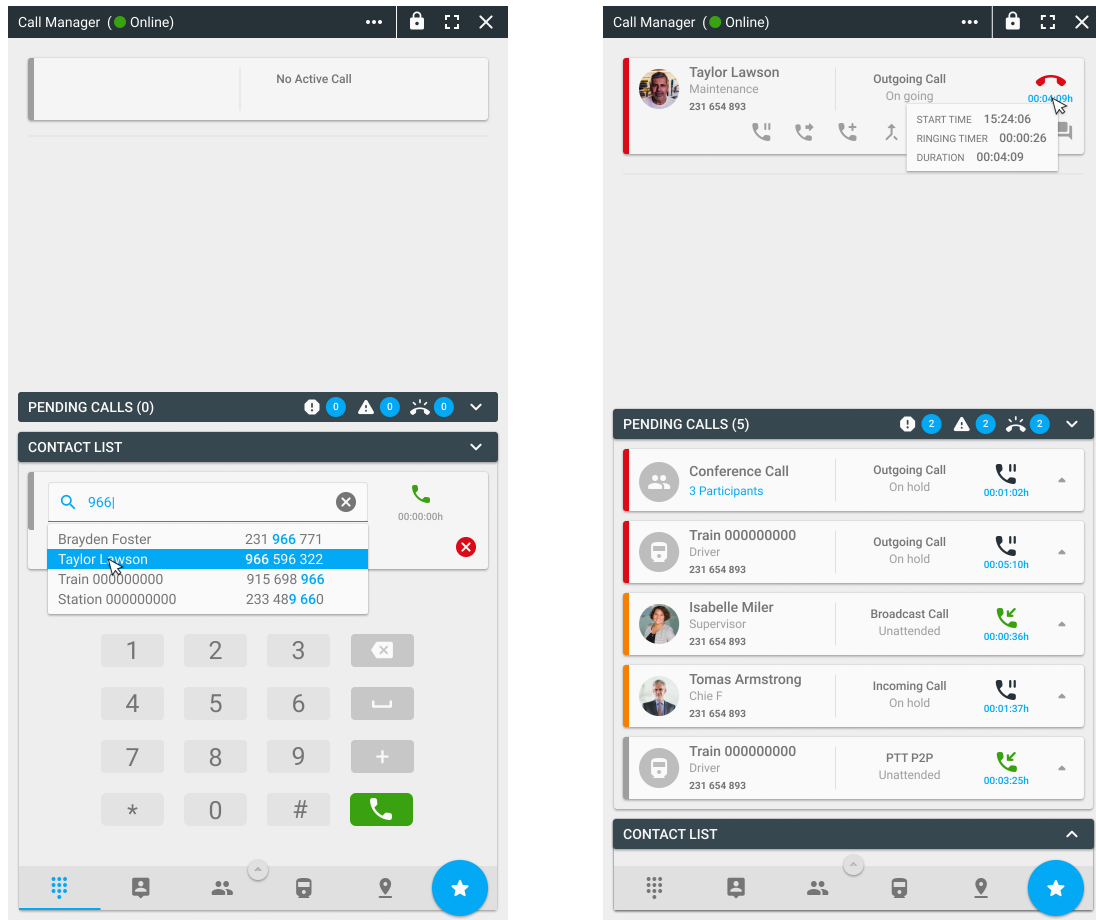 Call Manager ( Online)
No Active Call
PENDING CALLS (0) 0 0 0
CONTACT LIST
966
00:00:00h
Brayden Foster 231 966 771
Taylor Lawson 966 596 322
Train 000000000 915 698 966
Station 000000000 233 489 660
1 2 3
4 5 6
7 8 9 +
* 0 #
Call Manager ( Online)
Taylor Lawson
Maintenance
231 654 893
Outgoing Call
On going
00:04:09h
START TIME 15:24:06
RINGING TIMER 00:00:26
DURATION 00:04:09
PENDING CALLS (5) 2 2 2
Conference Call
3 Participants
Outgoing Call
On hold
00:01:02h
Train 000000000
Driver
231 654 893
Outgoing Call
On hold
00:05:10h
Isabelle Miler
Supervisor
231 654 893
Broadcast Call
Unattended
00:00:36h
Tomas Armstrong
Chie F
231 654 893
Incoming Call
On hold
00:01:37h
Train 000000000
Driver
231 654 893
PTT P2P
Unattended
00:03:25h
CONTACT LIST